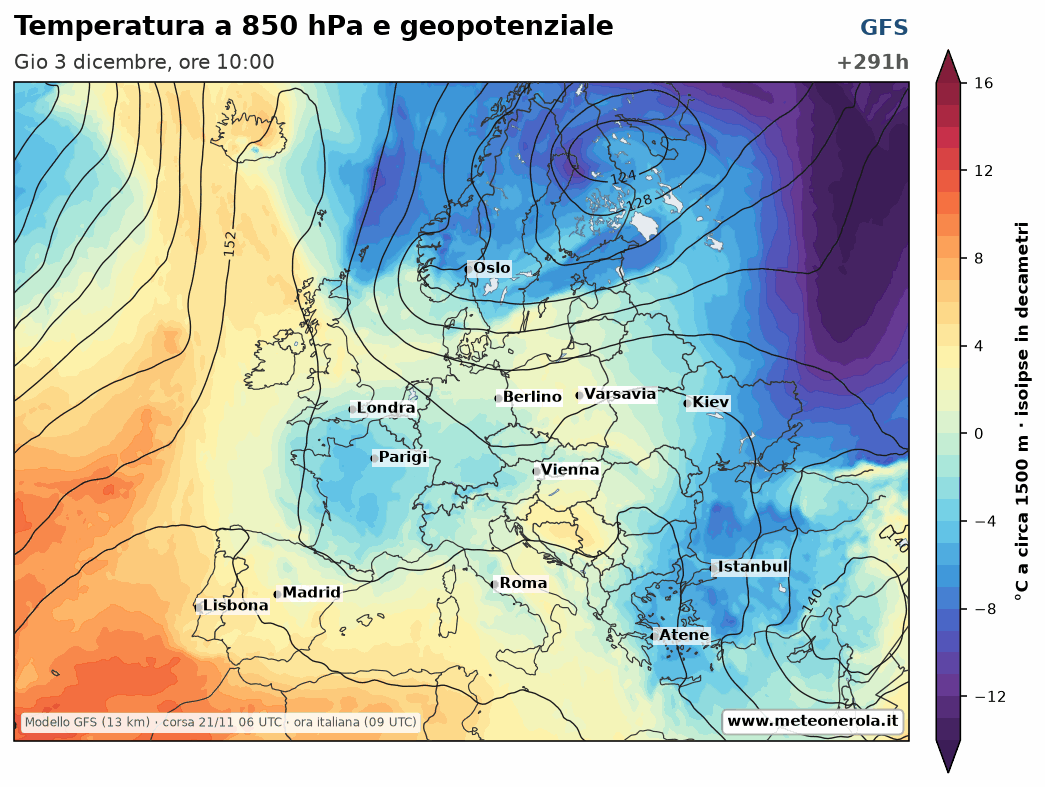 Temperatura a 850 hPa e geopotenziale
GFS
Gio 3 dicembre, ore 10:00
+291h
16
12
8
4
0
−4
−8
−12
°C a circa 1500 m · isoipse in decametri
124
128
152
Oslo
Berlino
Varsavia
Londra
Kiev
Parigi
Vienna
140
Istanbul
Roma
Madrid
Lisbona
140
Atene
Modello GFS (13 km) · corsa 21/11 06 UTC · ora italiana (09 UTC)
www.meteonerola.it